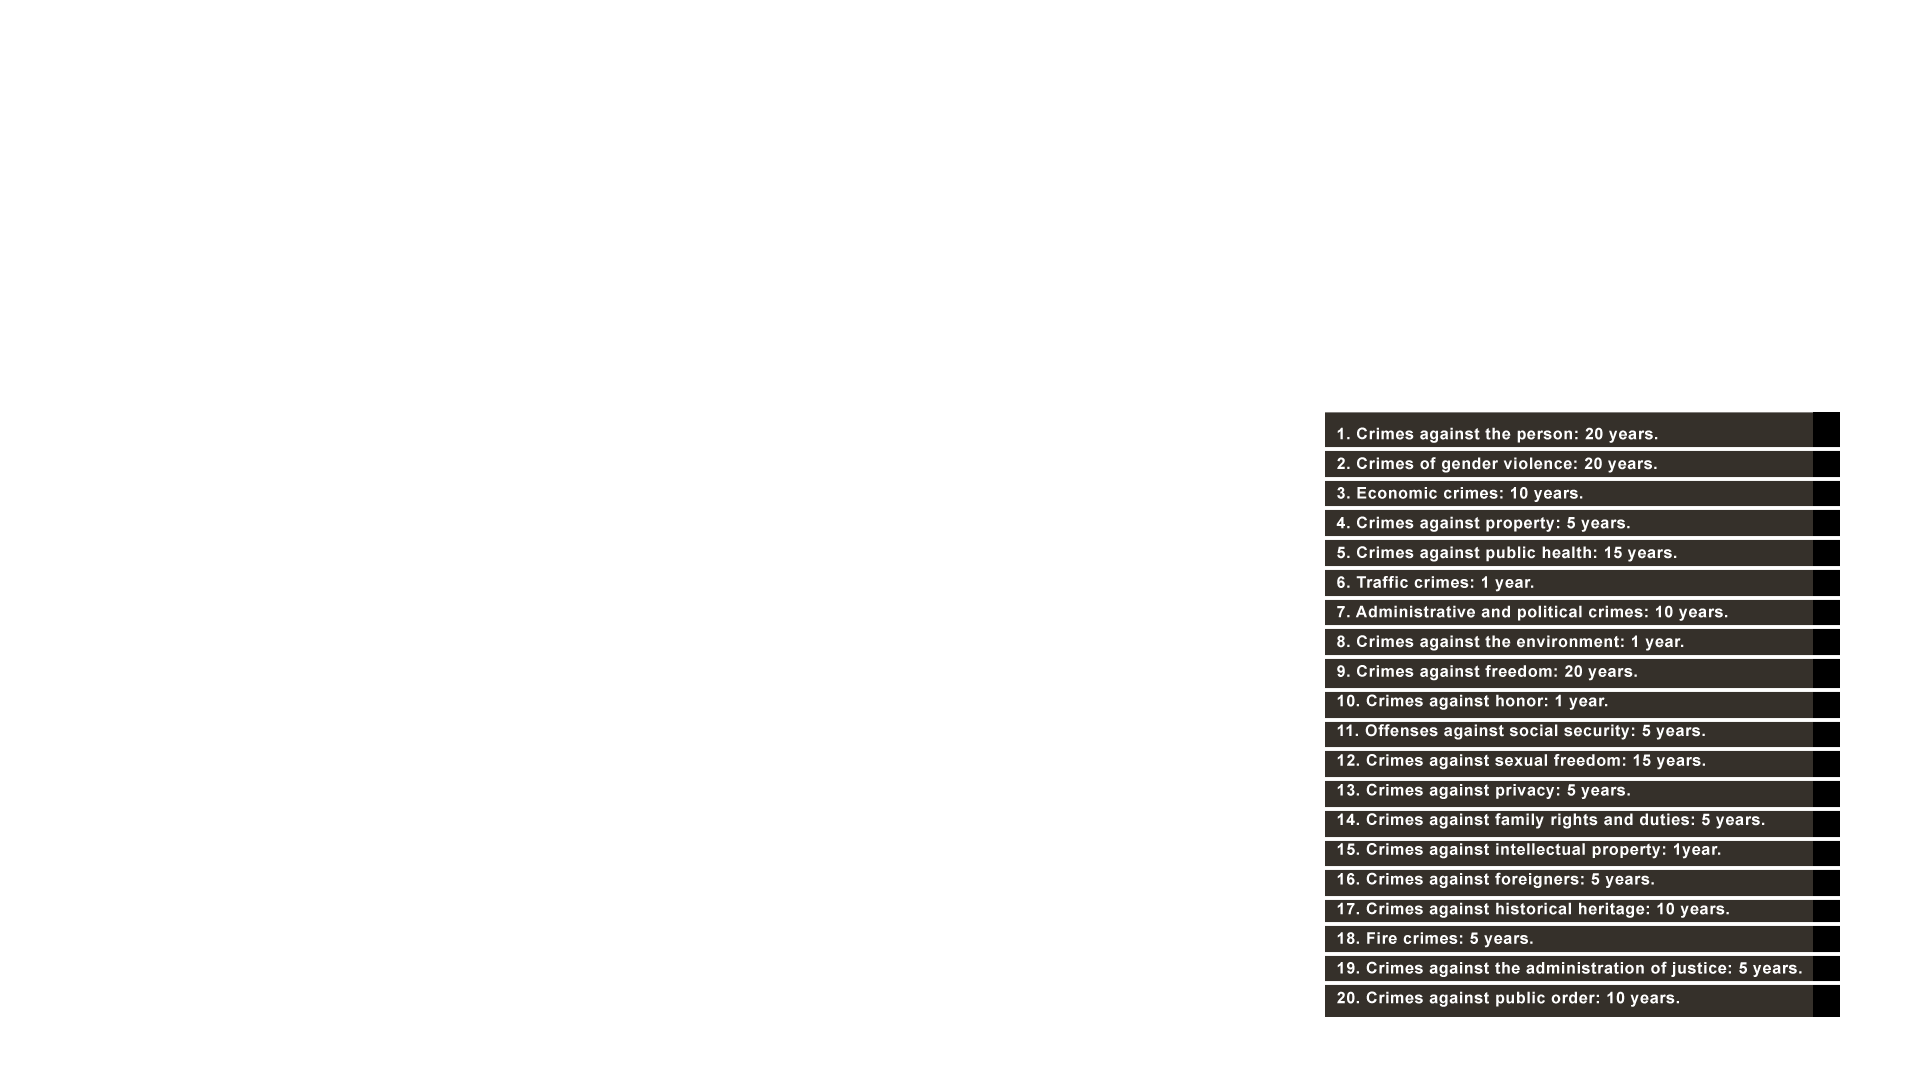 1. Crimes against the person: 20 years.
2. Crimes of gender violence: 20 years.
3. Economic crimes: 10 years.
4. Crimes against property: 5 years.
5. Crimes against public health: 15 years.
6. Traffic crimes: 1 year.
7. Administrative and political crimes: 10 years.
8. Crimes against the environment: 1 year.
9. Crimes against freedom: 20 years.
10. Crimes against honor: 1 year.
11. Offenses against social security: 5 years.
12. Crimes against sexual freedom: 15 years.
13. Crimes against privacy: 5 years.
14. Crimes against family rights and duties: 5 years.
15. Crimes against intellectual property: 1year.
16. Crimes against foreigners: 5 years.
17. Crimes against historical heritage: 10 years.
18. Fire crimes: 5 years.
19. Crimes against the administration of justice: 5 years.
20. Crimes against public order: 10 years.